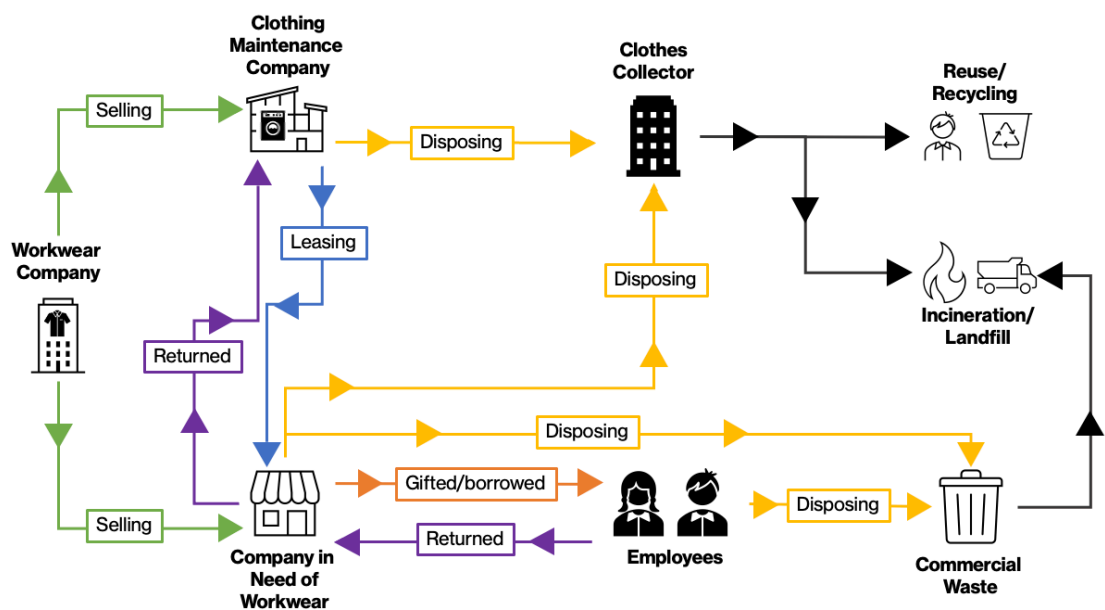 Clothing
Maintenance
Company
Clothes
Collector
Reuse/
Recycling
Selling
Disposing
Workwear
Company
Leasing
Disposing
Incineration/
Landfill
Returned
Disposing
Gifted/borrowed
Disposing
Selling
Returned
Company in
Need of
Workwear
Employees
Commercial
Waste